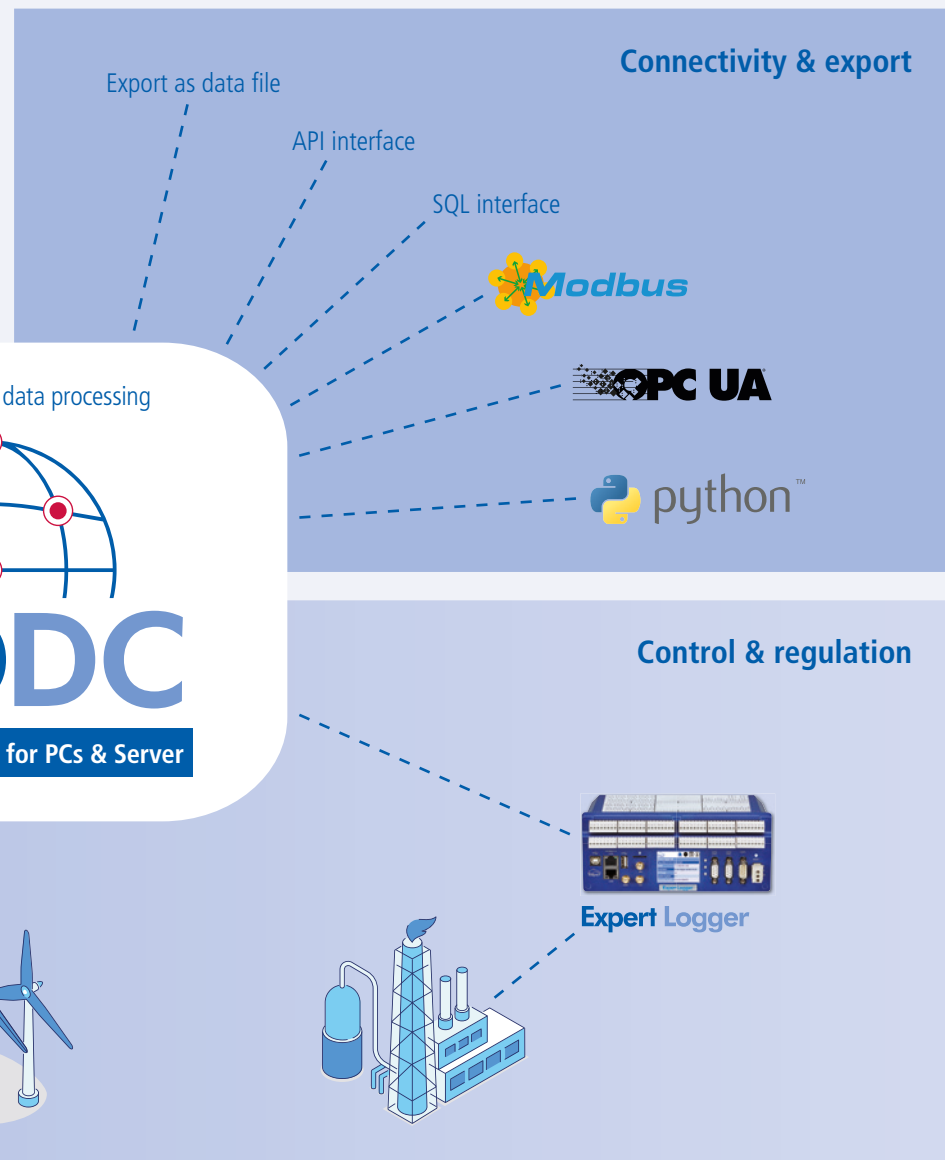 Connectivity & export
Export as data file
API interface
SQL interface
Modbus
OPC UA
data processing
python™
DC
for PCs & Server
Control & regulation
Expert Logger